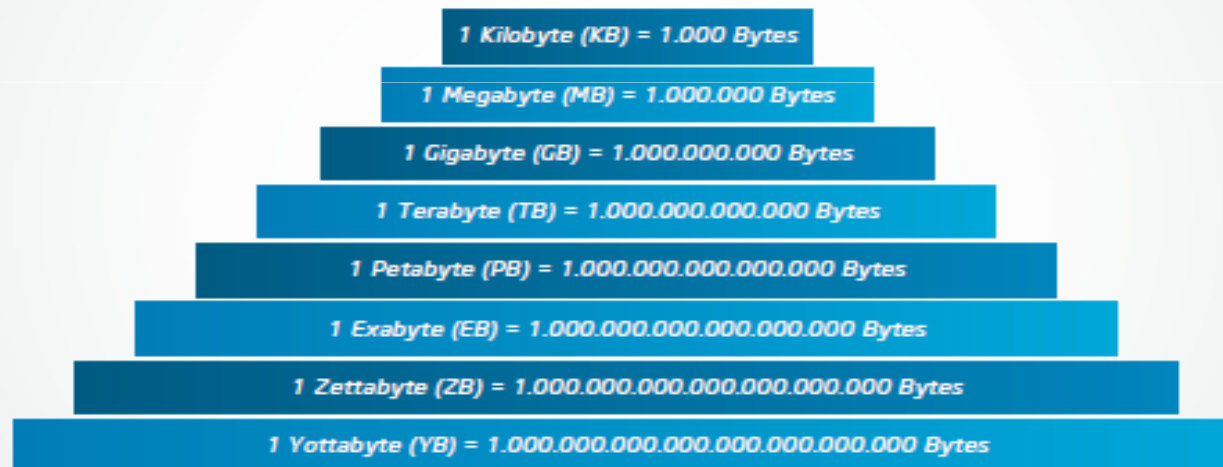 1 Kilobyte (KB) = 1.000 Bytes
1 Megabyte (MB) = 1.000.000 Bytes
1 Gigabyte (GB) = 1.000.000.000 Bytes
1 Terabyte (TB) = 1.000.000.000.000 Bytes
1 Petabyte (PB) = 1.000.000.000.000.000 Bytes
1 Exabyte (EB) = 1.000.000.000.000.000.000 Bytes
1 Zettabyte (ZB) = 1.000.000.000.000.000.000.000 Bytes
1 Yottabyte (YB) = 1.000.000.000.000.000.000.000.000 Bytes